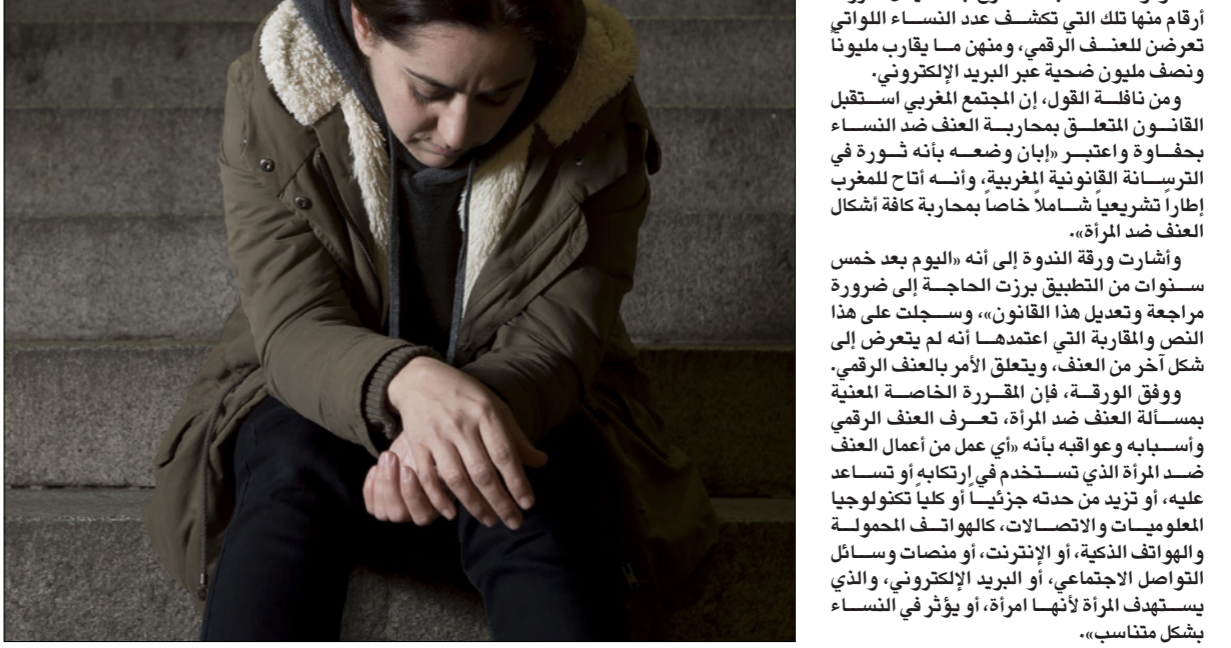 أرقام منها تلك التي تكشف عدد النساء اللواتي
تعرضن للعنف الرقمي، ومنهن ما يقارب مليوناً
ونصف مليون ضحية عبر البريد الإلكتروني.
ومن نافلة القول، إن المجتمع المغربي استقبل
القانون المتعلق بمحاربة العنف ضد النساء
بحفاوة واعتبر «إبان وضعه بأنه ثورة في
الترسانة القانونية المغربية، وأنه أتاح للمغرب
إطاراً تشريعياً شاملاً خاصاً بمحاربة كافة أشكال
العنف ضد المرأة».
وأشارت ورقة الندوة إلى أنه «اليوم بعد خمس
سنوات من التطبيق برزت الحاجة إلى ضرورة
مراجعة وتعديل هذا القانون»، وسجلت على هذا
النص والمقاربة التي اعتمدها أنه لم يتعرض إلى
شكل آخر من العنف، ويتعلق الأمر بالعنف الرقمي.
ووفق الورقة، فإن المقررة الخاصة المعنية
بمسألة العنف ضد المرأة، تعرف العنف الرقمي
وأسبابه وعواقبه بأنه «أي عمل من أعمال العنف
ضد المرأة الذي تستخدم في ارتكابه أو تساعد
عليه، أو تزيد من حدته جزئياً أو كلياً تكنولوجيا
المعلوميات والاتصالات، كالهواتف المحمولة
والهواتف الذكية، أو الإنترنت، أو منصات وسائل
التواصل الاجتماعي، أو البريد الإلكتروني، والذي
يستهدف المرأة لأنها امرأة، أو يؤثر في النساء
بشكل متناسب».